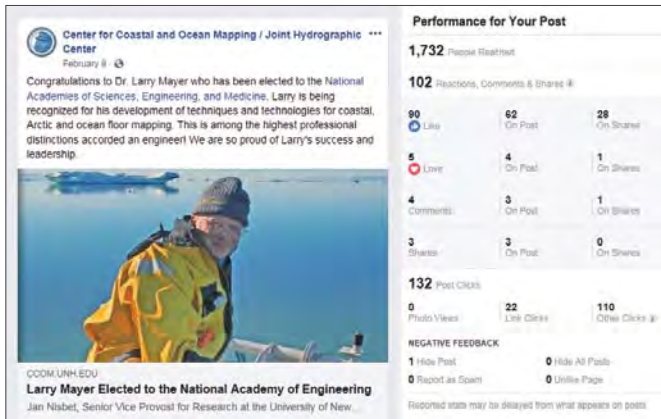 Center for Coastal and Ocean Mapping / Joint Hydrographic
Center
February 8
Congratulations to Dr. Larry Mayer who has been elected to the National
Academies of Sciences, Engineering, and Medicine. Larry is being
recognized for his development of techniques and technologies for coastal,
Arctic and ocean floor mapping. This is among the highest professional
distinctions accorded an engineer! We are so proud of Larry's success and
leadership.
CCOM.UNH.EDU
Larry Mayer Elected to the National Academy of Engineering
Jan Nisbet, Senior Vice Provost for Research at the University of New...
Performance for Your Post
1,732 People Reached
102 Reactions, Comments & Shares
90 62 28
Like On Post On Shares
5 4 1
Love On Post On Shares
4 3 1
Comments On Post On Shares
3 3 0
Shares On Post On Shares
132 Post Clicks
0 22 110
Photo Views Link Clicks Other Clicks
NEGATIVE FEEDBACK
1 Hide Post 0 Hide All Posts
0 Report as Spam 0 Unlike Page
Reported stats may be delayed from what appears on posts